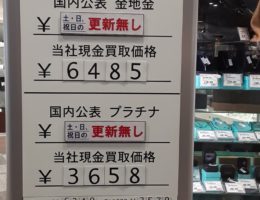 国内公表 金地金
¥ 土・日、祝日の 更新無し
当社現金買取価格
¥ 6485
国内公表 プラチナ
¥ 土・日、祝日の 更新無し
当社現金買取価格
¥ 3658